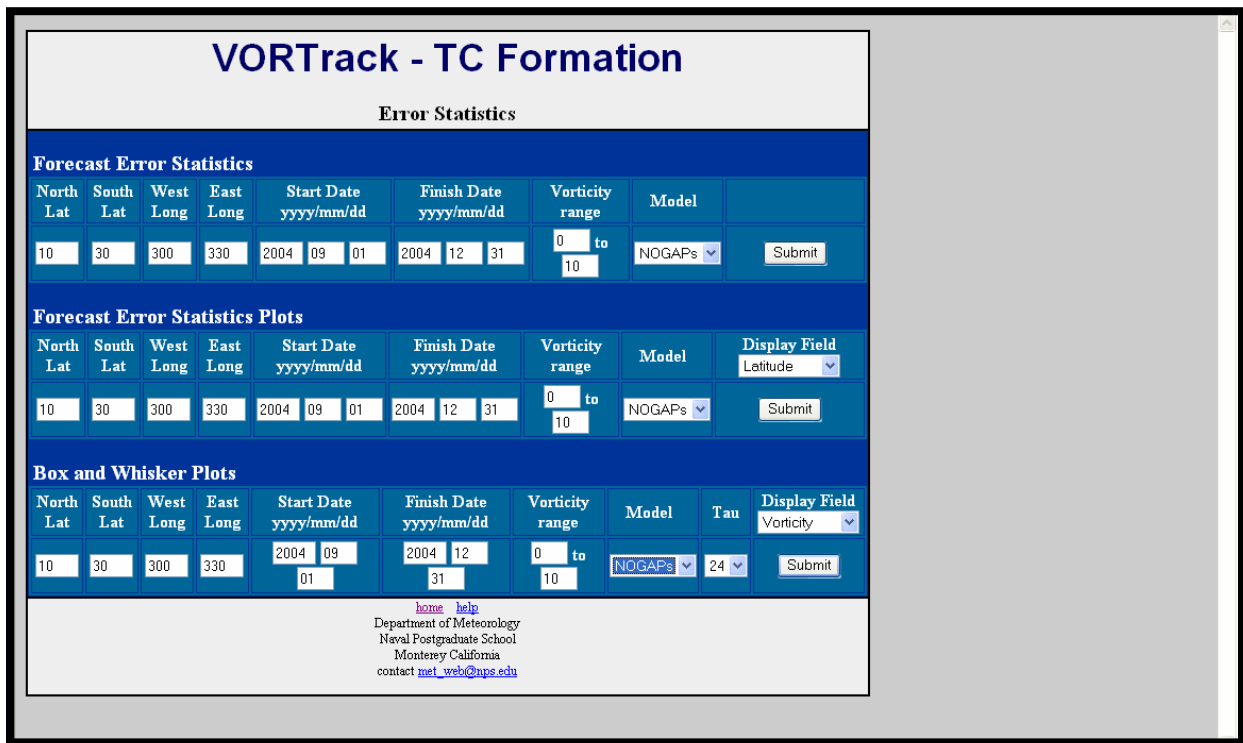 VORTrack - TC Formation
Error Statistics
Forecast Error Statistics
North Lat South Lat West Long East Long Start Date yyyy/mm/dd Finish Date yyyy/mm/dd Vorticity range Model
10 30 300 330 2004 09 01 2004 12 31 0 to 10 NOGAPs Submit
Forecast Error Statistics Plots
North Lat South Lat West Long East Long Start Date yyyy/mm/dd Finish Date yyyy/mm/dd Vorticity range Model Display Field Latitude
10 30 300 330 2004 09 01 2004 12 31 0 to 10 NOGAPs Submit
Box and Whisker Plots
North Lat South Lat West Long East Long Start Date yyyy/mm/dd Finish Date yyyy/mm/dd Vorticity range Model Tau Display Field Vorticity
10 30 300 330 2004 09 01 2004 12 31 0 to 10 NOGAPs 24 Submit
home help
Department of Meteorology
Naval Postgraduate School
Monterey California
contact met_web@nps.edu